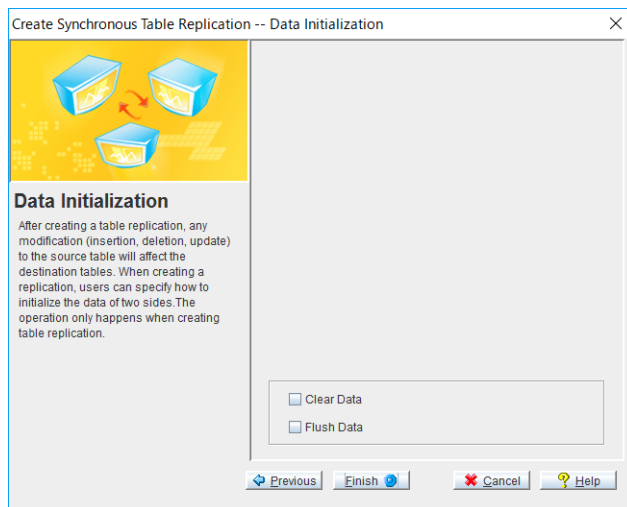 Create Synchronous Table Replication -- Data Initialization
Data Initialization
After creating a table replication, any
modification (insertion, deletion, update)
to the source table will affect the
destination tables. When creating a
replication, users can specify how to
initialize the data of two sides.The
operation only happens when creating
table replication.
Clear Data
Flush Data
Previous Finish Cancel Help